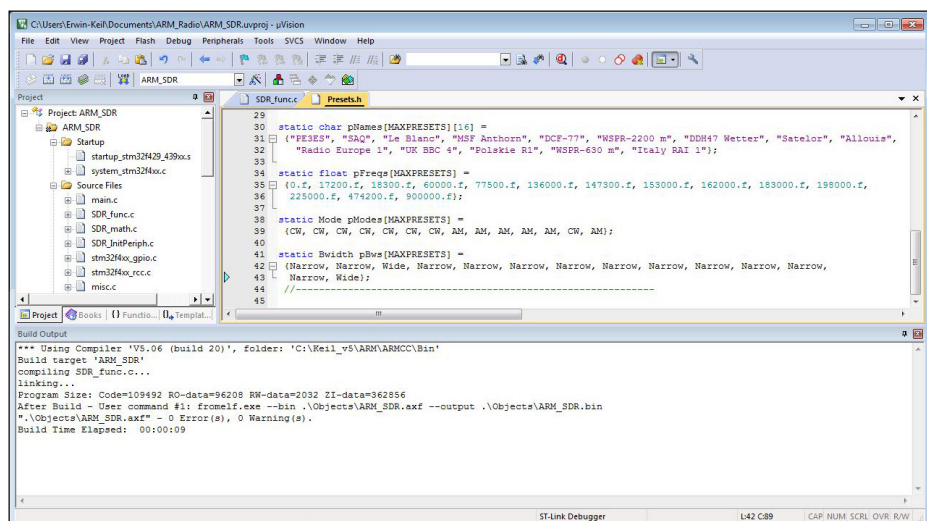 C:\Users\Erwin-Keil\Documents\ARM_Radio\ARM_SDR.uvproj - µVision
File Edit View Project Flash Debug Peripherals Tools SVCS Window Help
LOAD ARM_SDR
Project
Project: ARM_SDR
ARM_SDR
Startup
startup_stm32f429_439xx.s
system_stm32f4xx.c
Source Files
main.c
SDR_func.c
SDR_math.c
SDR_InitPeriph.c
stm32f4xx_gpio.c
stm32f4xx_rcc.c
misc.c
Project Books {} Functio... 0 Templat...
SDR_func.c Presets.h
29
30 static char pNames[MAXPRESETS][16] =
31 {"PE3ES", "SAQ", "Le Blanc", "MSF Anthorn", "DCF-77", "WSPR-2200 m", "DDH47 Wetter", "Satelor", "Allouis",
32 "Radio Europe 1", "UK BBC 4", "Polskie R1", "WSPR-630 m", "Italy RAI 1"};
33
34 static float pFreqs[MAXPRESETS] =
35 {0.f, 17200.f, 18300.f, 60000.f, 77500.f, 136000.f, 147300.f, 153000.f, 162000.f, 183000.f, 198000.f,
36 225000.f, 474200.f, 900000.f};
37
38 static Mode pModes[MAXPRESETS] =
39 {CW, CW, CW, CW, CW, CW, CW, AM, AM, AM, AM, AM, CW, AM};
40
41 static Bwidth pBws[MAXPRESETS] =
42 {Narrow, Narrow, Wide, Narrow, Narrow, Narrow, Narrow, Narrow, Narrow, Narrow, Narrow, Narrow,
43 Narrow, Wide};
44 //--------------------------------------------------------------
45
Build Output
*** Using Compiler 'V5.06 (build 20)', folder: 'C:\Keil_v5\ARM\ARMCC\Bin'
Build target 'ARM_SDR'
compiling SDR_func.c...
linking...
Program Size: Code=109492 RO-data=96208 RW-data=2032 ZI-data=362856
After Build - User command #1: fromelf.exe --bin .\Objects\ARM_SDR.axf --output .\Objects\ARM_SDR.bin
".\Objects\ARM_SDR.axf" - 0 Error(s), 0 Warning(s).
Build Time Elapsed: 00:00:09
ST-Link Debugger L:42 C:89 CAP NUM SCRL OVR R/W